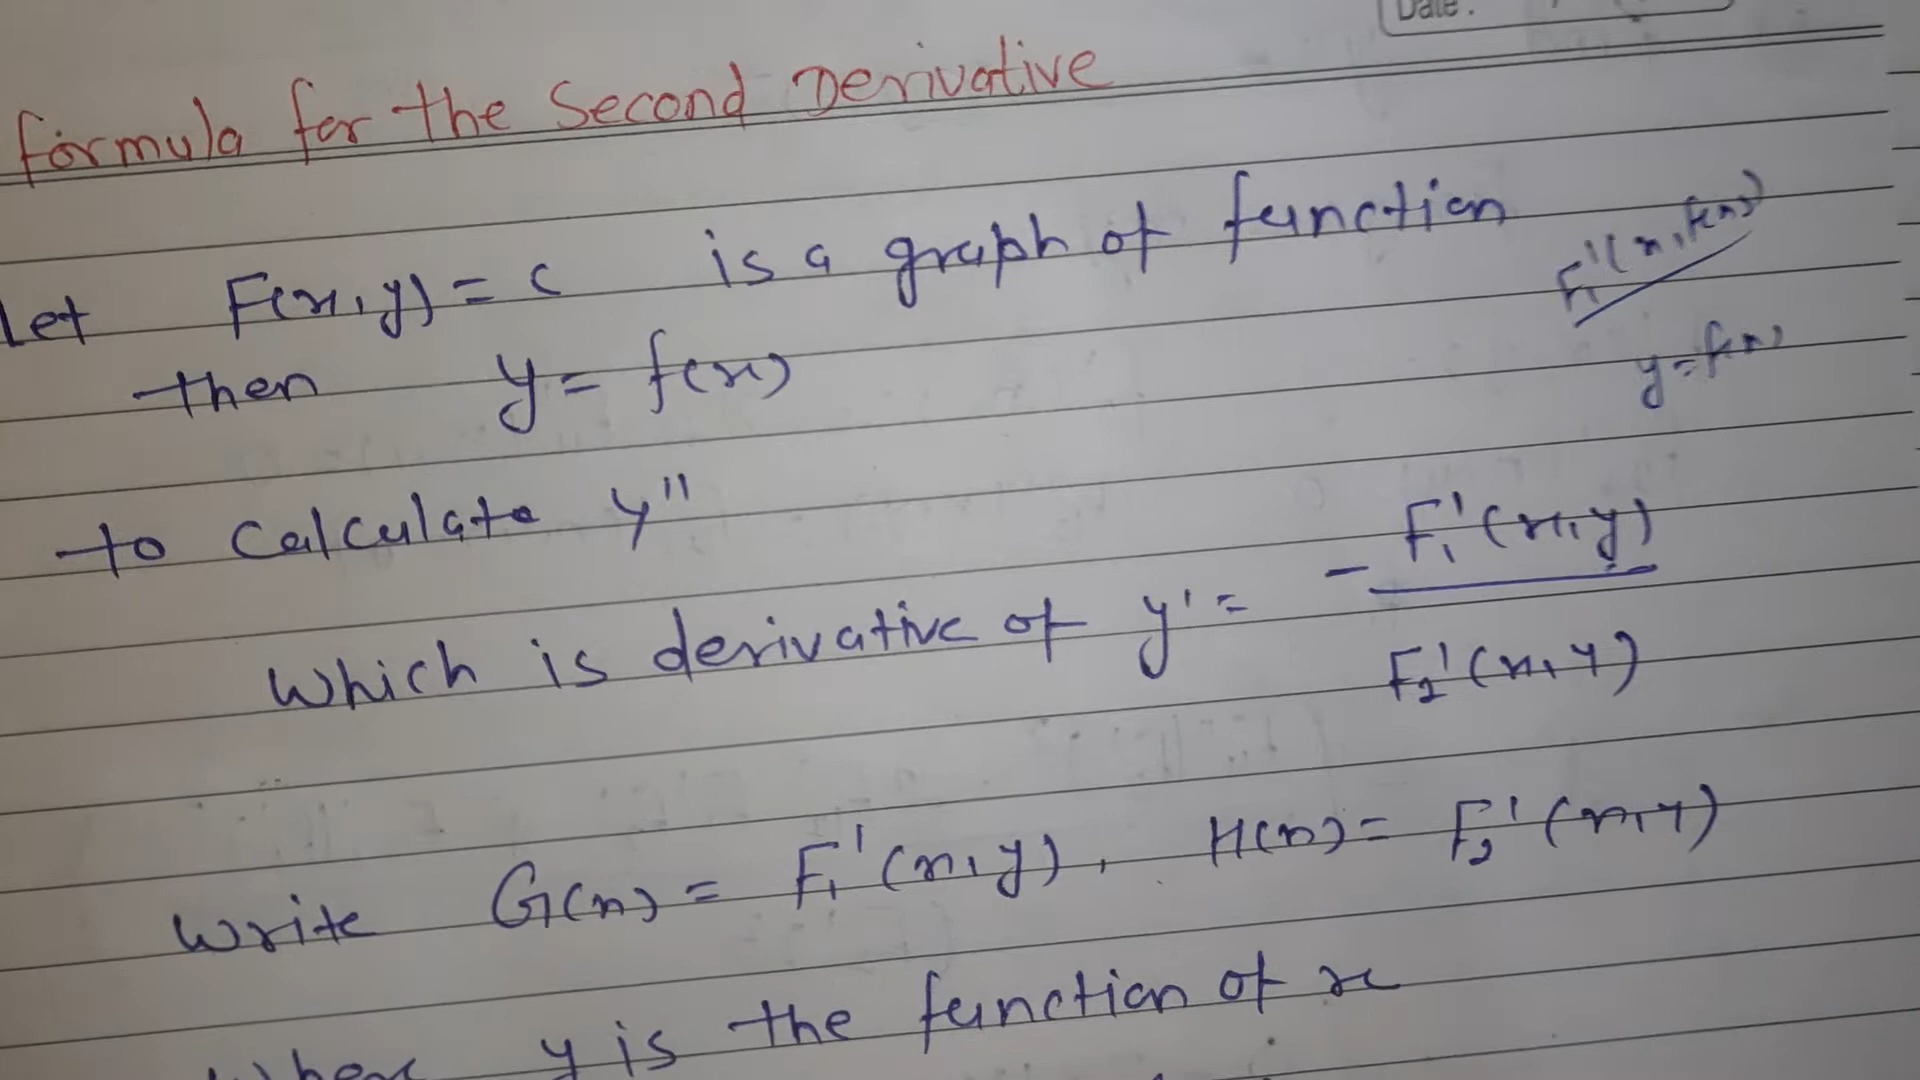 Date :
formula for the Second Derivative
Let F(x,y) = c is a graph of function
F₁'(x,f(x))
then y = f(x)
y=f(x)
to calculate y''
which is derivative of y' = - F₁'(x,y) / F₂'(x,y)
write G(x) = F₁'(x,y), H(x) = F₂'(x,y)
where y is the function of x